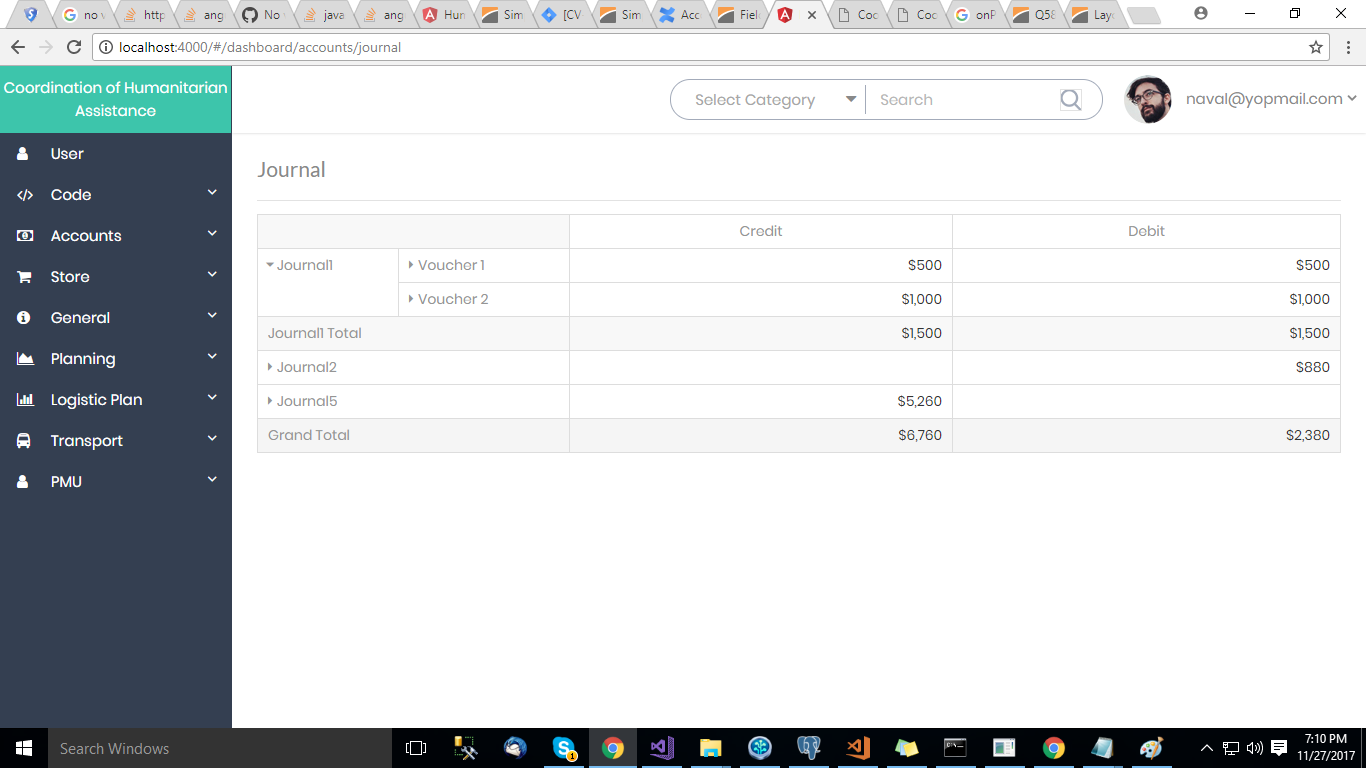 no v
http
ang
No
java
ang
Hun
Sim
[CV
Sim
Acc
Fiel
Coc
Coc
onP
Q58
Layo
localhost:4000/#/dashboard/accounts/journal
Coordination of Humanitarian
Assistance
Select Category
Search
naval@yopmail.com
User
Code
Accounts
Store
General
Planning
Logistic Plan
Transport
PMU
Journal
Credit Debit
Journal1 Voucher 1 $500 $500
Voucher 2 $1,000 $1,000
Journal1 Total $1,500 $1,500
Journal2 $880
Journal5 $5,260
Grand Total $6,760 $2,380
Search Windows
7:10 PM
11/27/2017